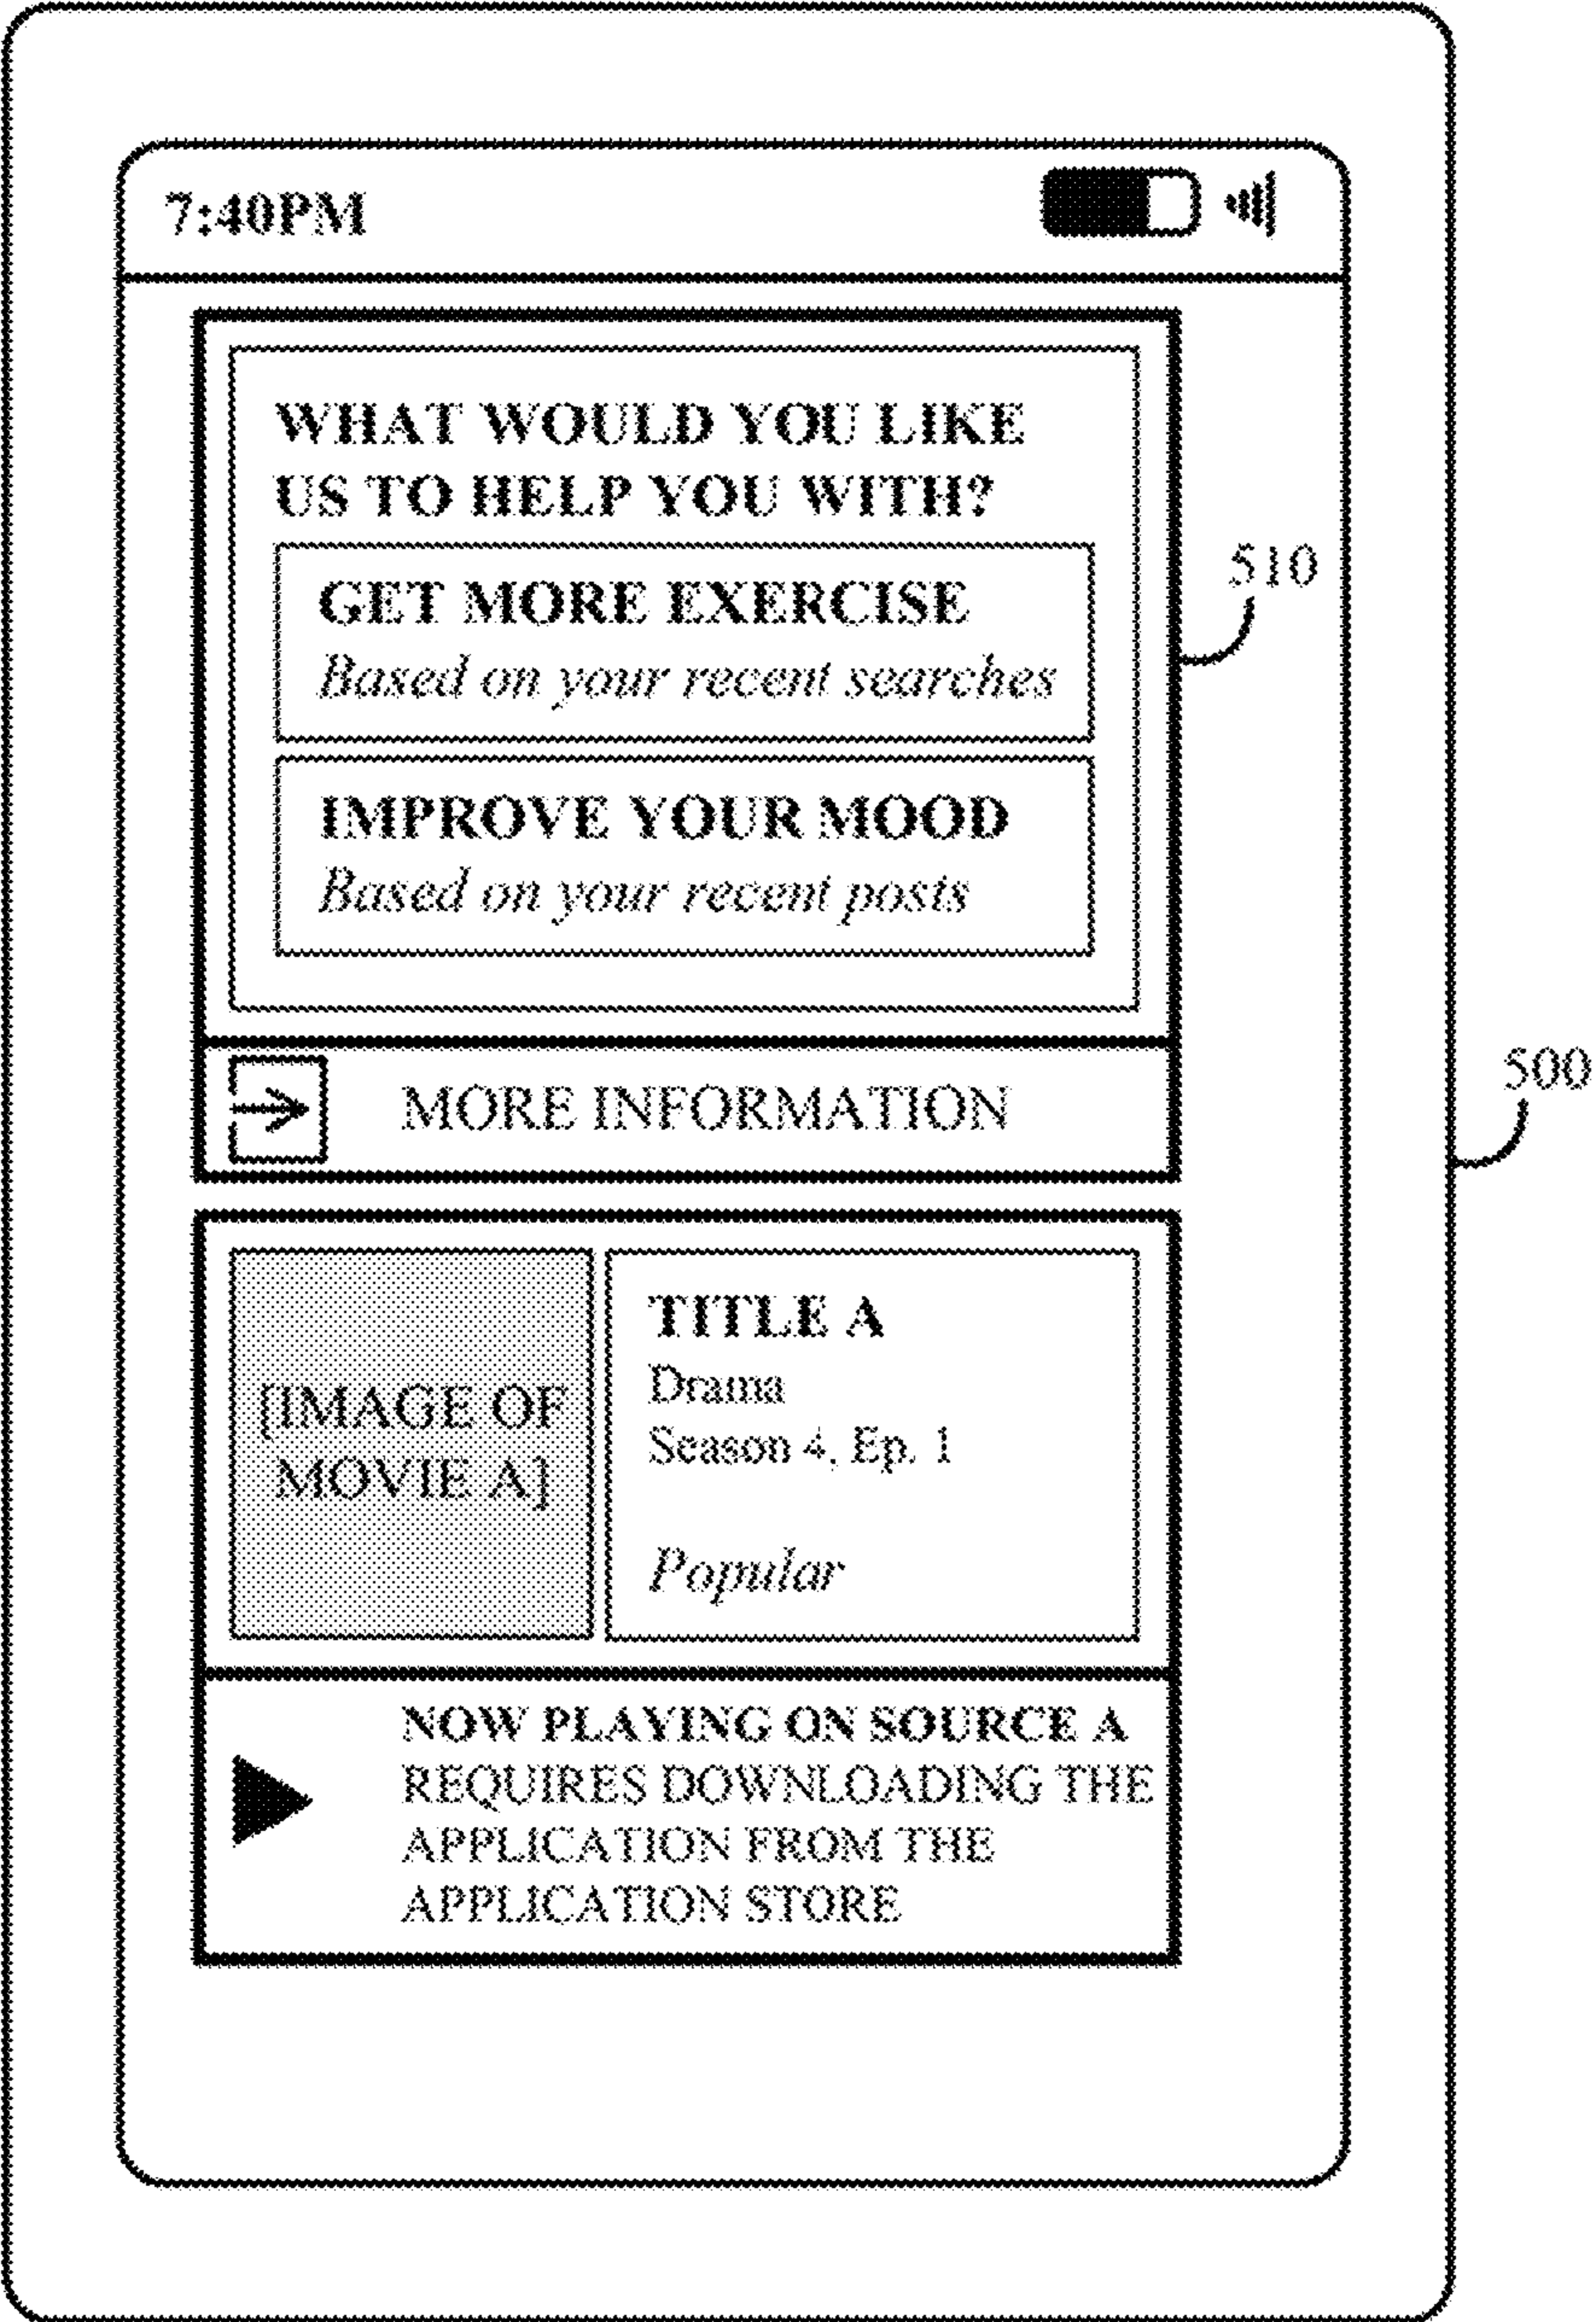 7:40PM
WHAT WOULD YOU LIKE
US TO HELP YOU WITH?
GET MORE EXERCISE
Based on your recent searches
510
IMPROVE YOUR MOOD
Based on your recent posts
MORE INFORMATION
500
[IMAGE OF
MOVIE A]
TITLE A
Drama
Season 4, Ep. 1
Popular
NOW PLAYING ON SOURCE A
REQUIRES DOWNLOADING THE
APPLICATION FROM THE
APPLICATION STORE